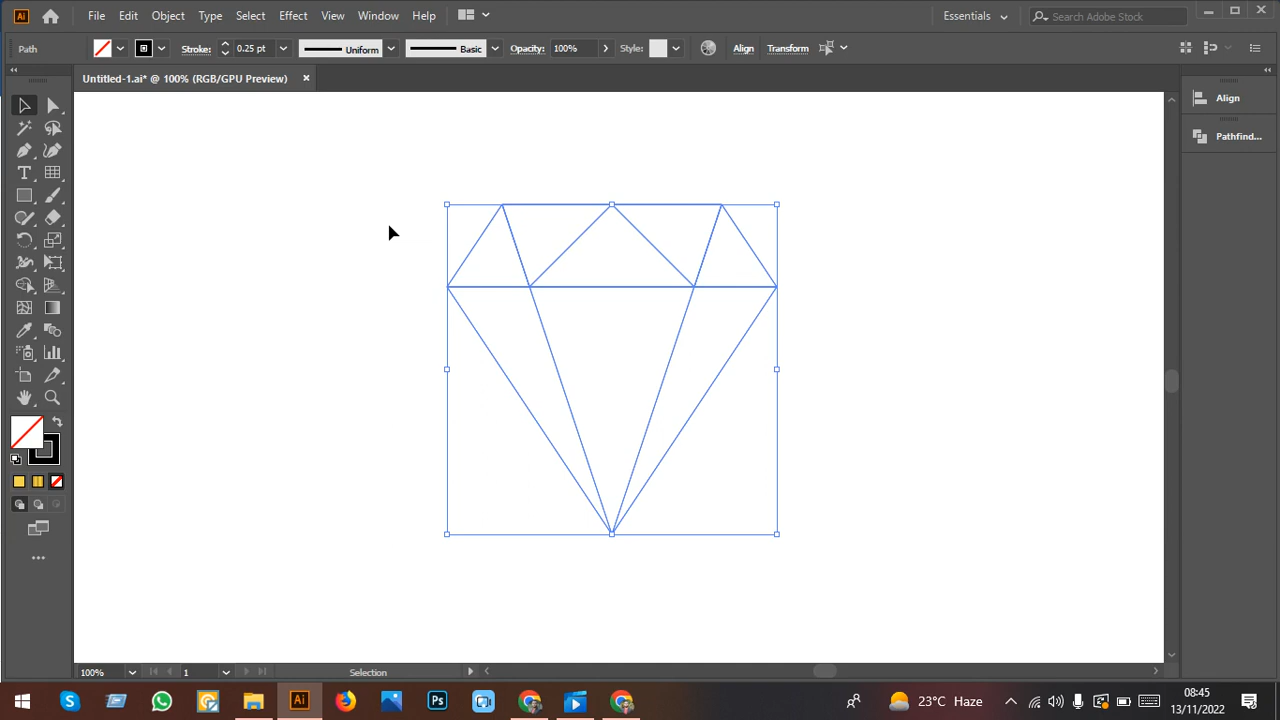 Ai File Edit Object Type Select Effect View Window Help Essentials Search Adobe Stock
Path Stroke: 0.25 pt Uniform Basic Opacity: 100% Style: Align Transform
Untitled-1.ai* @ 100% (RGB/GPU Preview)
Align
Pathfind...
100% 1 Selection
Ai Ps 23°C Haze 08:45
13/11/2022